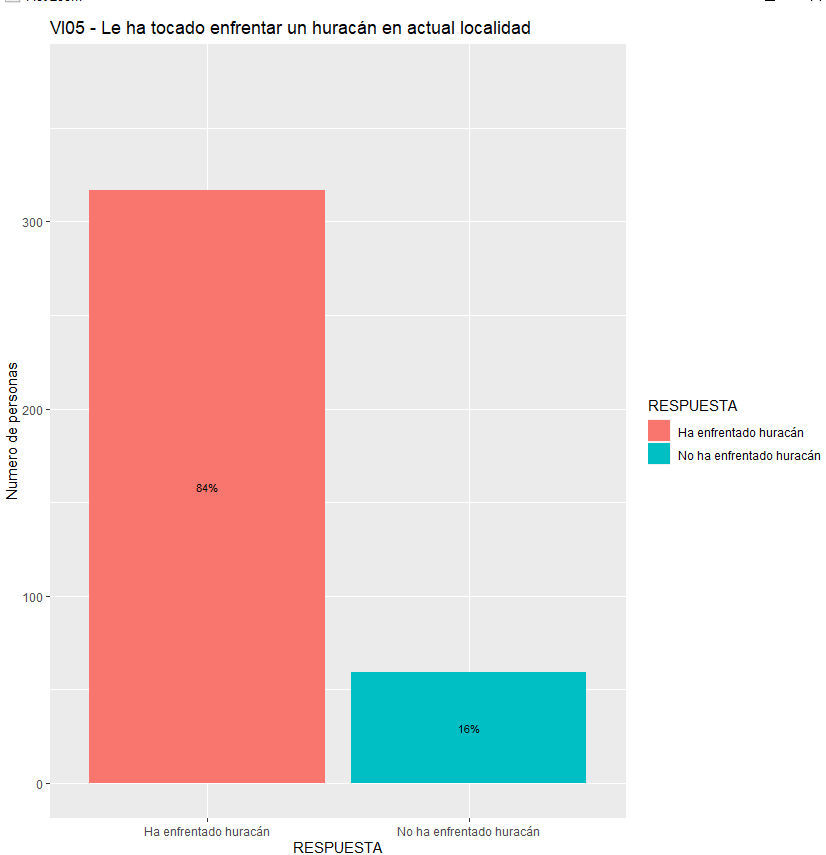 VI05 - Le ha tocado enfrentar un huracán en actual localidad
300
200
100
0
Numero de personas
84%
16%
Ha enfrentado huracán
No ha enfrentado huracán
RESPUESTA
RESPUESTA
Ha enfrentado huracán
No ha enfrentado huracán